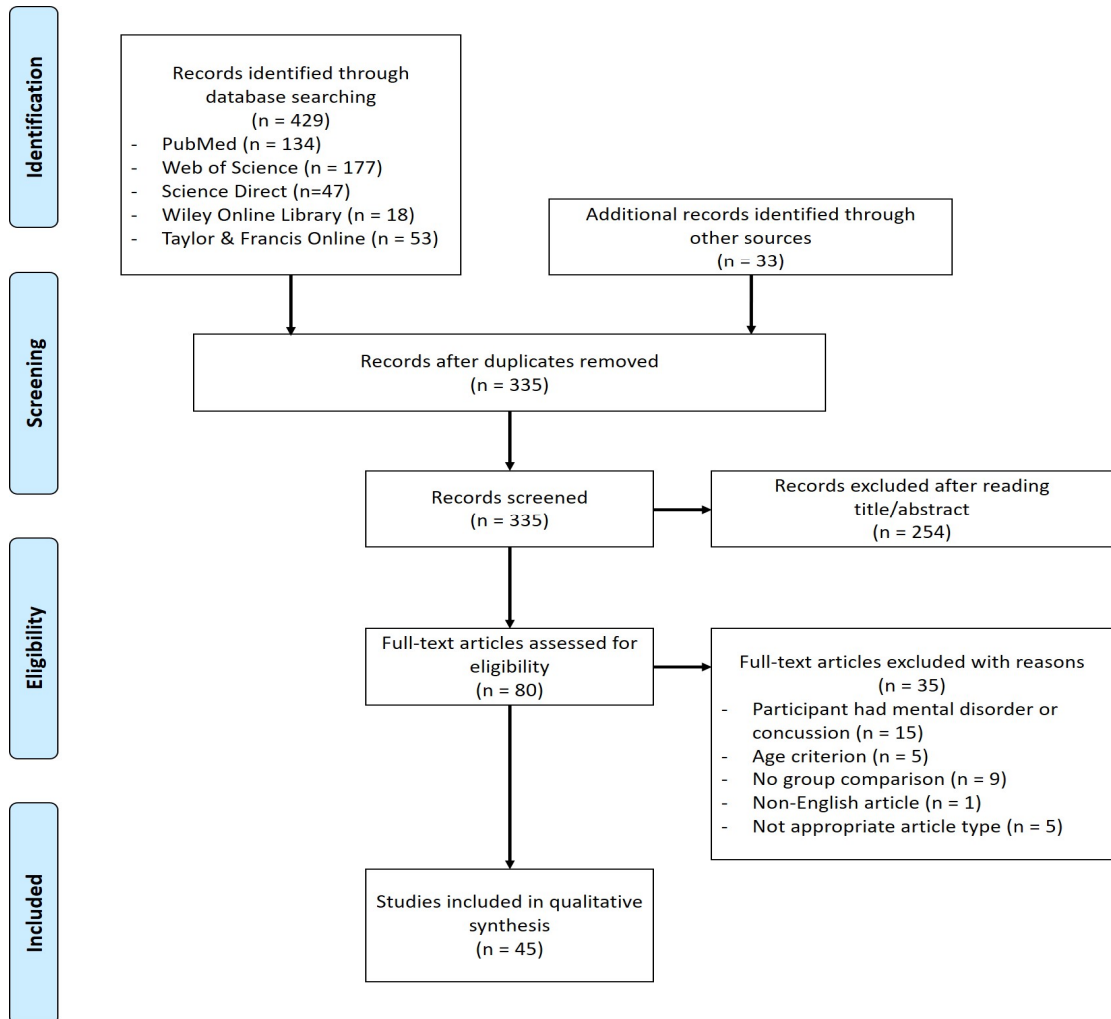 Identification
Records identified through
database searching
(n = 429)
- PubMed (n = 134)
- Web of Science (n = 177)
- Science Direct (n=47)
- Wiley Online Library (n = 18)
- Taylor & Francis Online (n = 53)
Additional records identified through
other sources
(n = 33)
Screening
Records after duplicates removed
(n = 335)
Records screened
(n = 335)
Records excluded after reading
title/abstract
(n = 254)
Eligibility
Full-text articles assessed for
eligibility
(n = 80)
Full-text articles excluded with reasons
(n = 35)
- Participant had mental disorder or
concussion (n = 15)
- Age criterion (n = 5)
- No group comparison (n = 9)
- Non-English article (n = 1)
- Not appropriate article type (n = 5)
Included
Studies included in qualitative
synthesis
(n = 45)